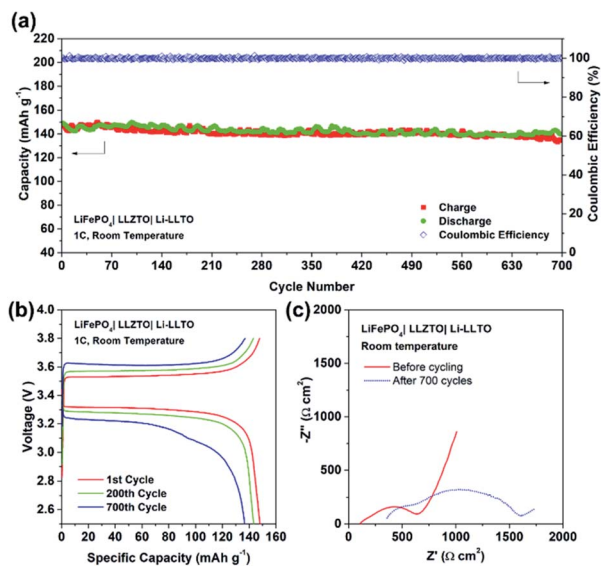 (a)
220
200
180
160
140
120
100
80
60
40
Capacity (mAh g⁻¹)
100
80
60
40
20
0
Coulombic Efficiency (%)
LiFePO₄| LLZTO| Li-LLTO
1C, Room Temperature
Charge
Discharge
Coulombic Efficiency
0 70 140 210 280 350 420 490 560 630 700
Cycle Number
(b)
4.0
3.8
3.6
3.4
3.2
3.0
2.8
2.6
Voltage (V)
LiFePO₄| LLZTO| Li-LLTO
1C, Room Temperature
1st Cycle
200th Cycle
700th Cycle
0 20 40 60 80 100 120 140 160
Specific Capacity (mAh g⁻¹)
(c)
2000
1500
1000
500
0
-Z'' (Ω cm²)
LiFePO₄| LLZTO| Li-LLTO
Room temperature
Before cycling
After 700 cycles
0 500 1000 1500 2000
Z' (Ω cm²)